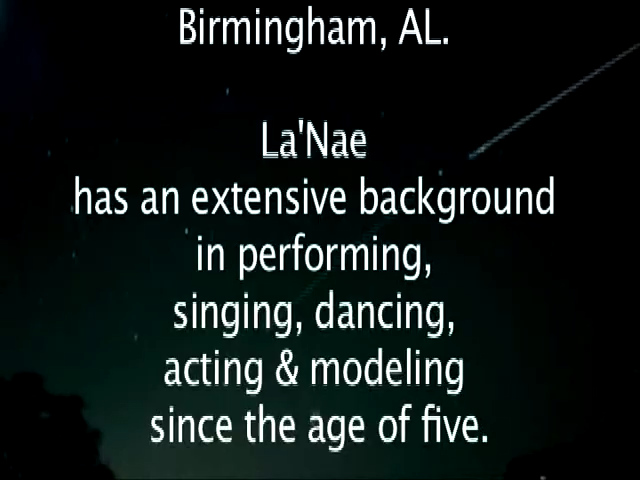 Birmingham, AL.
La'Nae
has an extensive background
in performing,
singing, dancing,
acting & modeling
since the age of five.